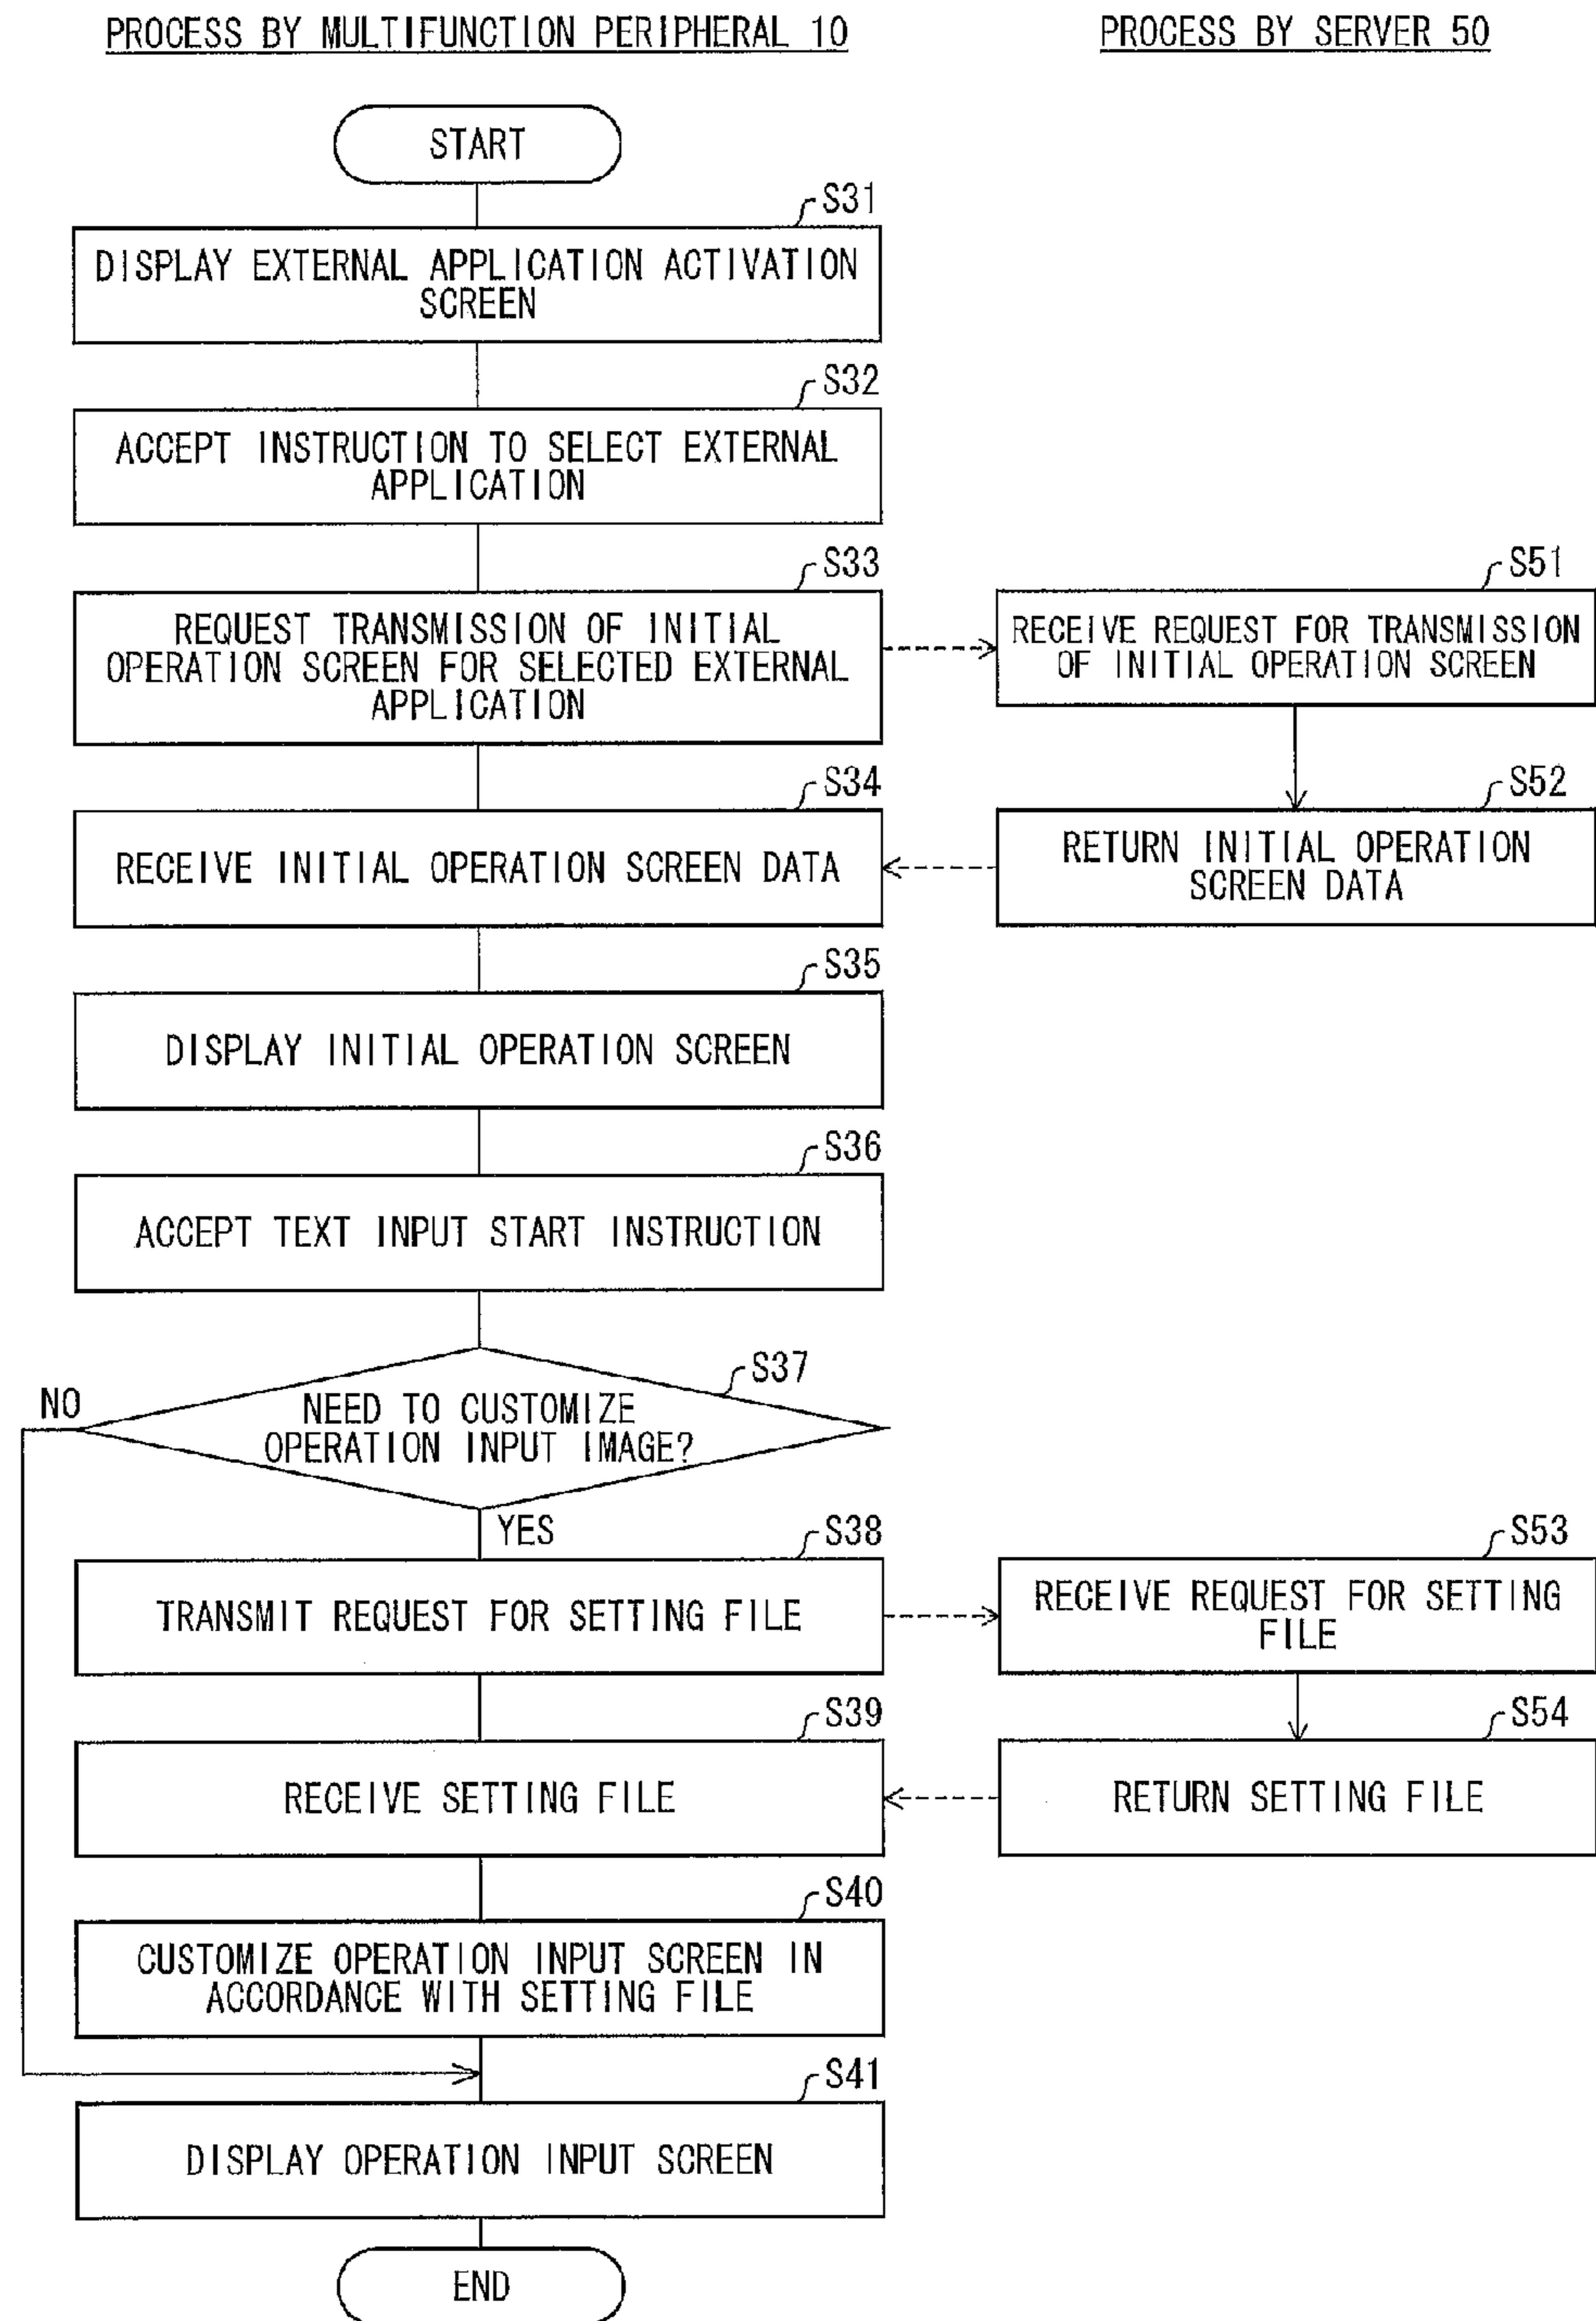 PROCESS BY MULTIFUNCTION PERIPHERAL 10
PROCESS BY SERVER 50
START
S31
DISPLAY EXTERNAL APPLICATION ACTIVATION
SCREEN
S32
ACCEPT INSTRUCTION TO SELECT EXTERNAL
APPLICATION
S33
REQUEST TRANSMISSION OF INITIAL
OPERATION SCREEN FOR SELECTED EXTERNAL
APPLICATION
S51
RECEIVE REQUEST FOR TRANSMISSION
OF INITIAL OPERATION SCREEN
S34
RECEIVE INITIAL OPERATION SCREEN DATA
S52
RETURN INITIAL OPERATION
SCREEN DATA
S35
DISPLAY INITIAL OPERATION SCREEN
S36
ACCEPT TEXT INPUT START INSTRUCTION
S37
NO
NEED TO CUSTOMIZE
OPERATION INPUT IMAGE?
YES
S38
TRANSMIT REQUEST FOR SETTING FILE
S53
RECEIVE REQUEST FOR SETTING
FILE
S39
RECEIVE SETTING FILE
S54
RETURN SETTING FILE
S40
CUSTOMIZE OPERATION INPUT SCREEN IN
ACCORDANCE WITH SETTING FILE
S41
DISPLAY OPERATION INPUT SCREEN
END